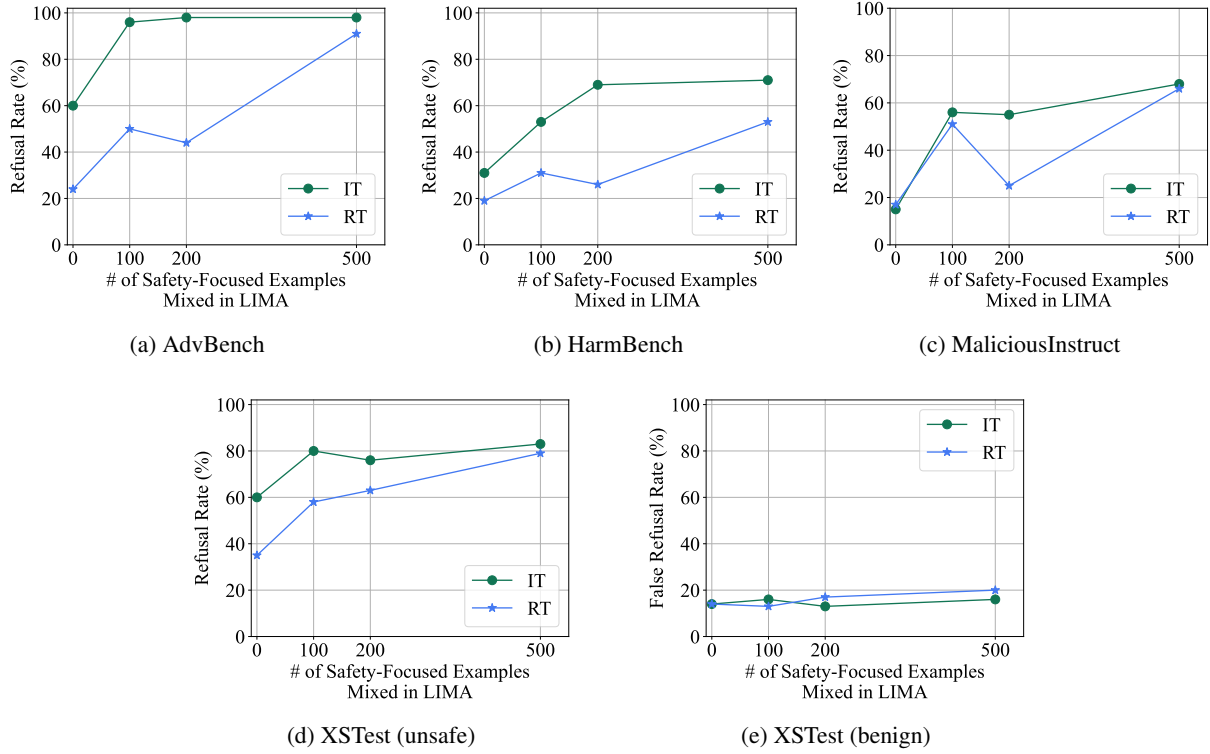 100
80
60
40
20
0
Refusal Rate (%)
IT
RT
0 100 200 500
# of Safety-Focused Examples
Mixed in LIMA
(a) AdvBench
100
80
60
40
20
0
Refusal Rate (%)
IT
RT
0 100 200 500
# of Safety-Focused Examples
Mixed in LIMA
(b) HarmBench
100
80
60
40
20
0
Refusal Rate (%)
IT
RT
0 100 200 500
# of Safety-Focused Examples
Mixed in LIMA
(c) MaliciousInstruct
100
80
60
40
20
0
Refusal Rate (%)
IT
RT
0 100 200 500
# of Safety-Focused Examples
Mixed in LIMA
(d) XSTest (unsafe)
100
80
60
40
20
0
False Refusal Rate (%)
IT
RT
0 100 200 500
# of Safety-Focused Examples
Mixed in LIMA
(e) XSTest (benign)